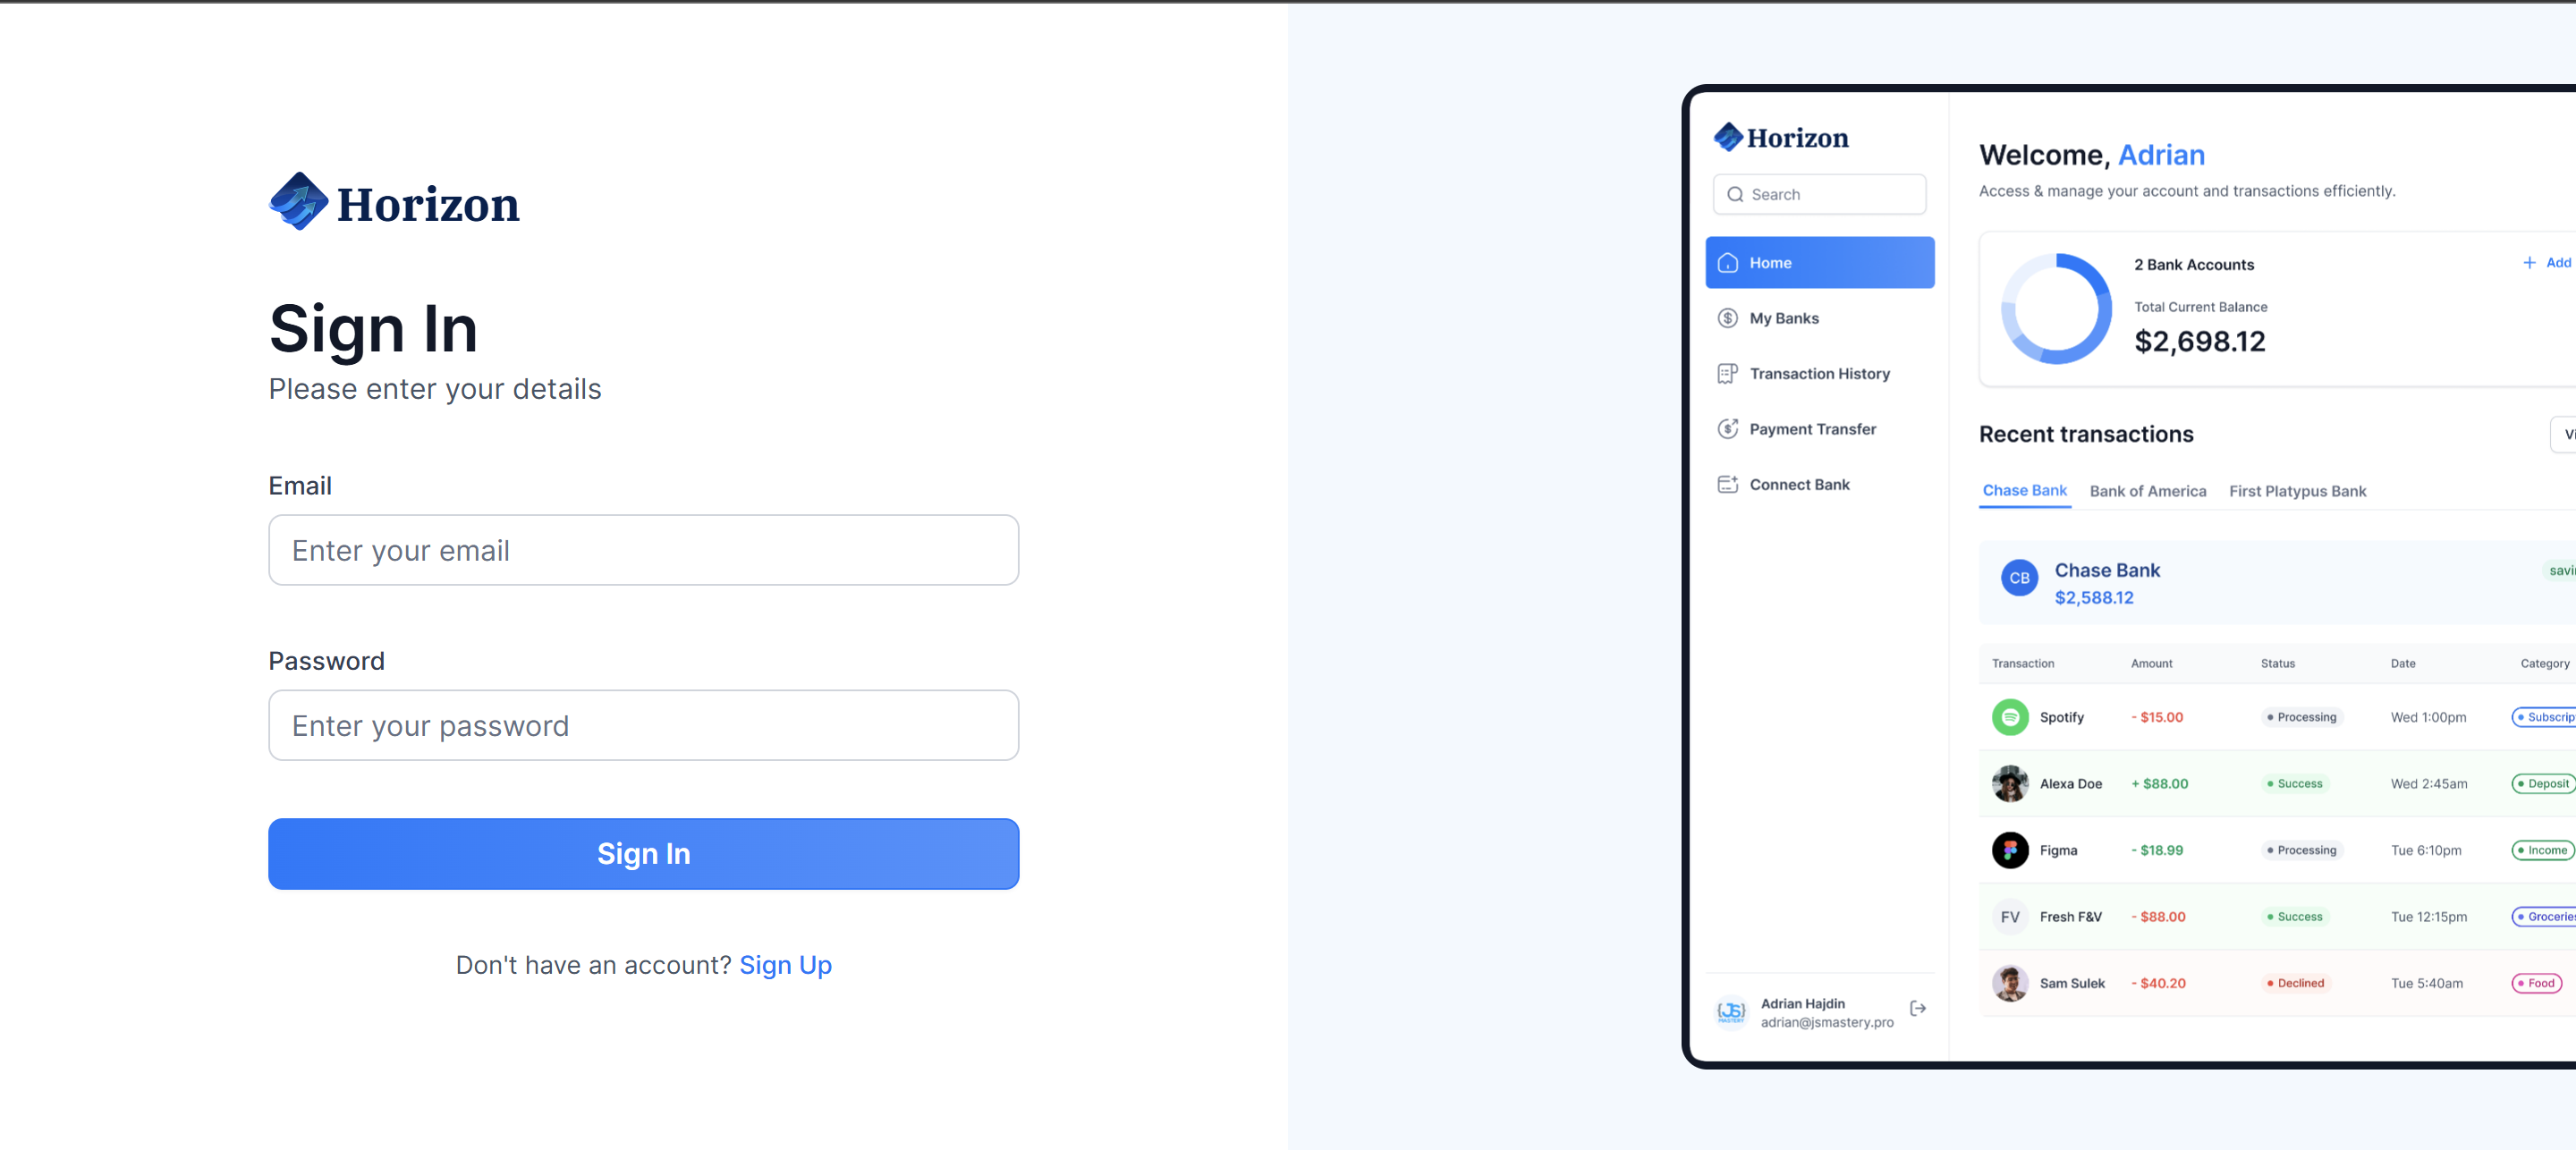 Horizon
Sign In
Please enter your details
Email
Enter your email
Password
Enter your password
Sign In
Don't have an account? Sign Up
Horizon
Search
Home
My Banks
Transaction History
Payment Transfer
Connect Bank
{JS}
MASTERY
Adrian Hajdin
adrian@jsmastery.pro
Welcome, Adrian
Access & manage your account and transactions efficiently.
2 Bank Accounts
+ Add
Total Current Balance
$2,698.12
Recent transactions
Vi
Chase Bank Bank of America First Platypus Bank
CB Chase Bank savi
$2,588.12
Transaction Amount Status Date Category
Spotify - $15.00 Processing Wed 1:00pm Subscrip
Alexa Doe + $88.00 Success Wed 2:45am Deposit
Figma - $18.99 Processing Tue 6:10pm Income
FV Fresh F&V - $88.00 Success Tue 12:15pm Groceries
Sam Sulek - $40.20 Declined Tue 5:40am Food